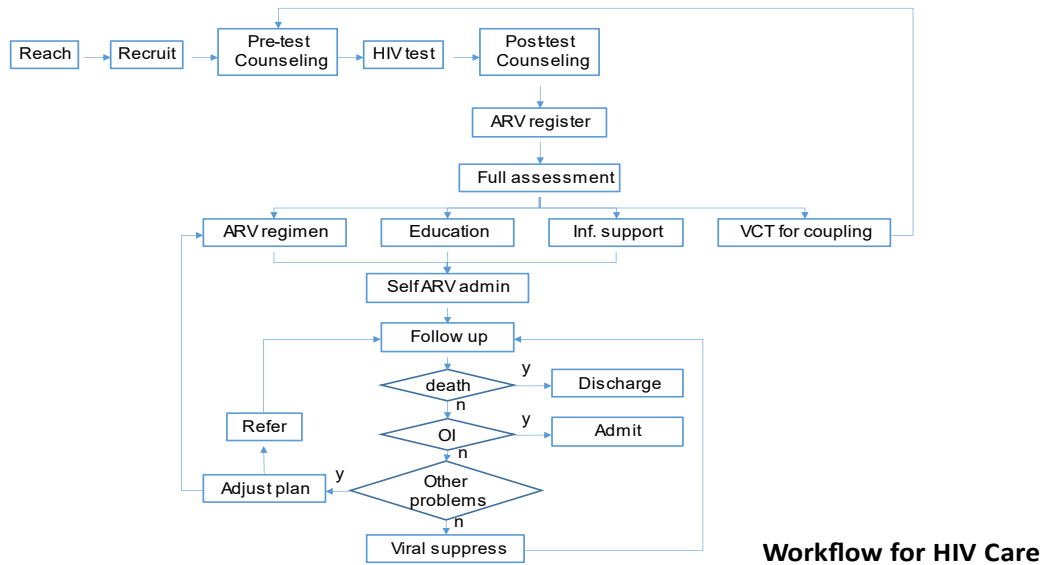 Reach
Recruit
Pre-test
Counseling
HIV test
Post-test
Counseling
ARV register
Full assessment
ARV regimen
Education
Inf. support
VCT for coupling
Self ARV admin
Follow up
death
y
Discharge
n
OI
y
Admit
n
Refer
Other
problems
y
Adjust plan
n
Viral suppress
Workflow for HIV Care